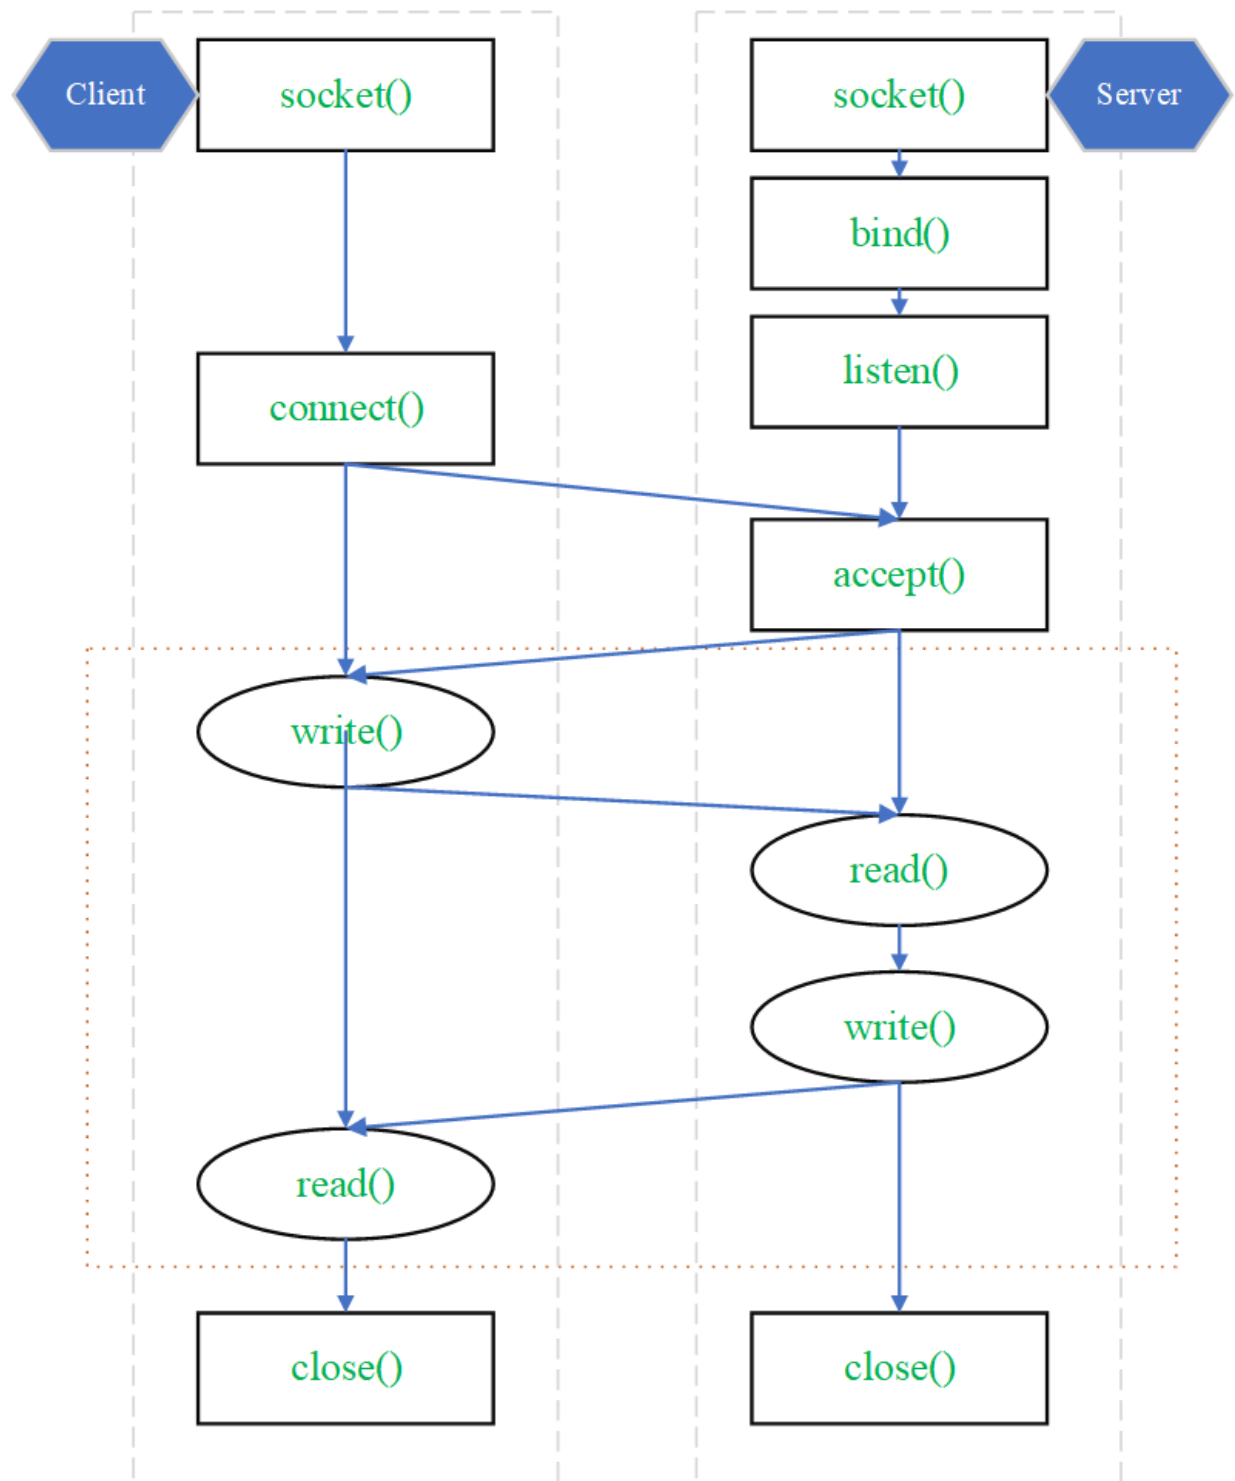 Client
socket()
socket()
Server
bind()
listen()
connect()
accept()
write()
read()
write()
read()
close()
close()